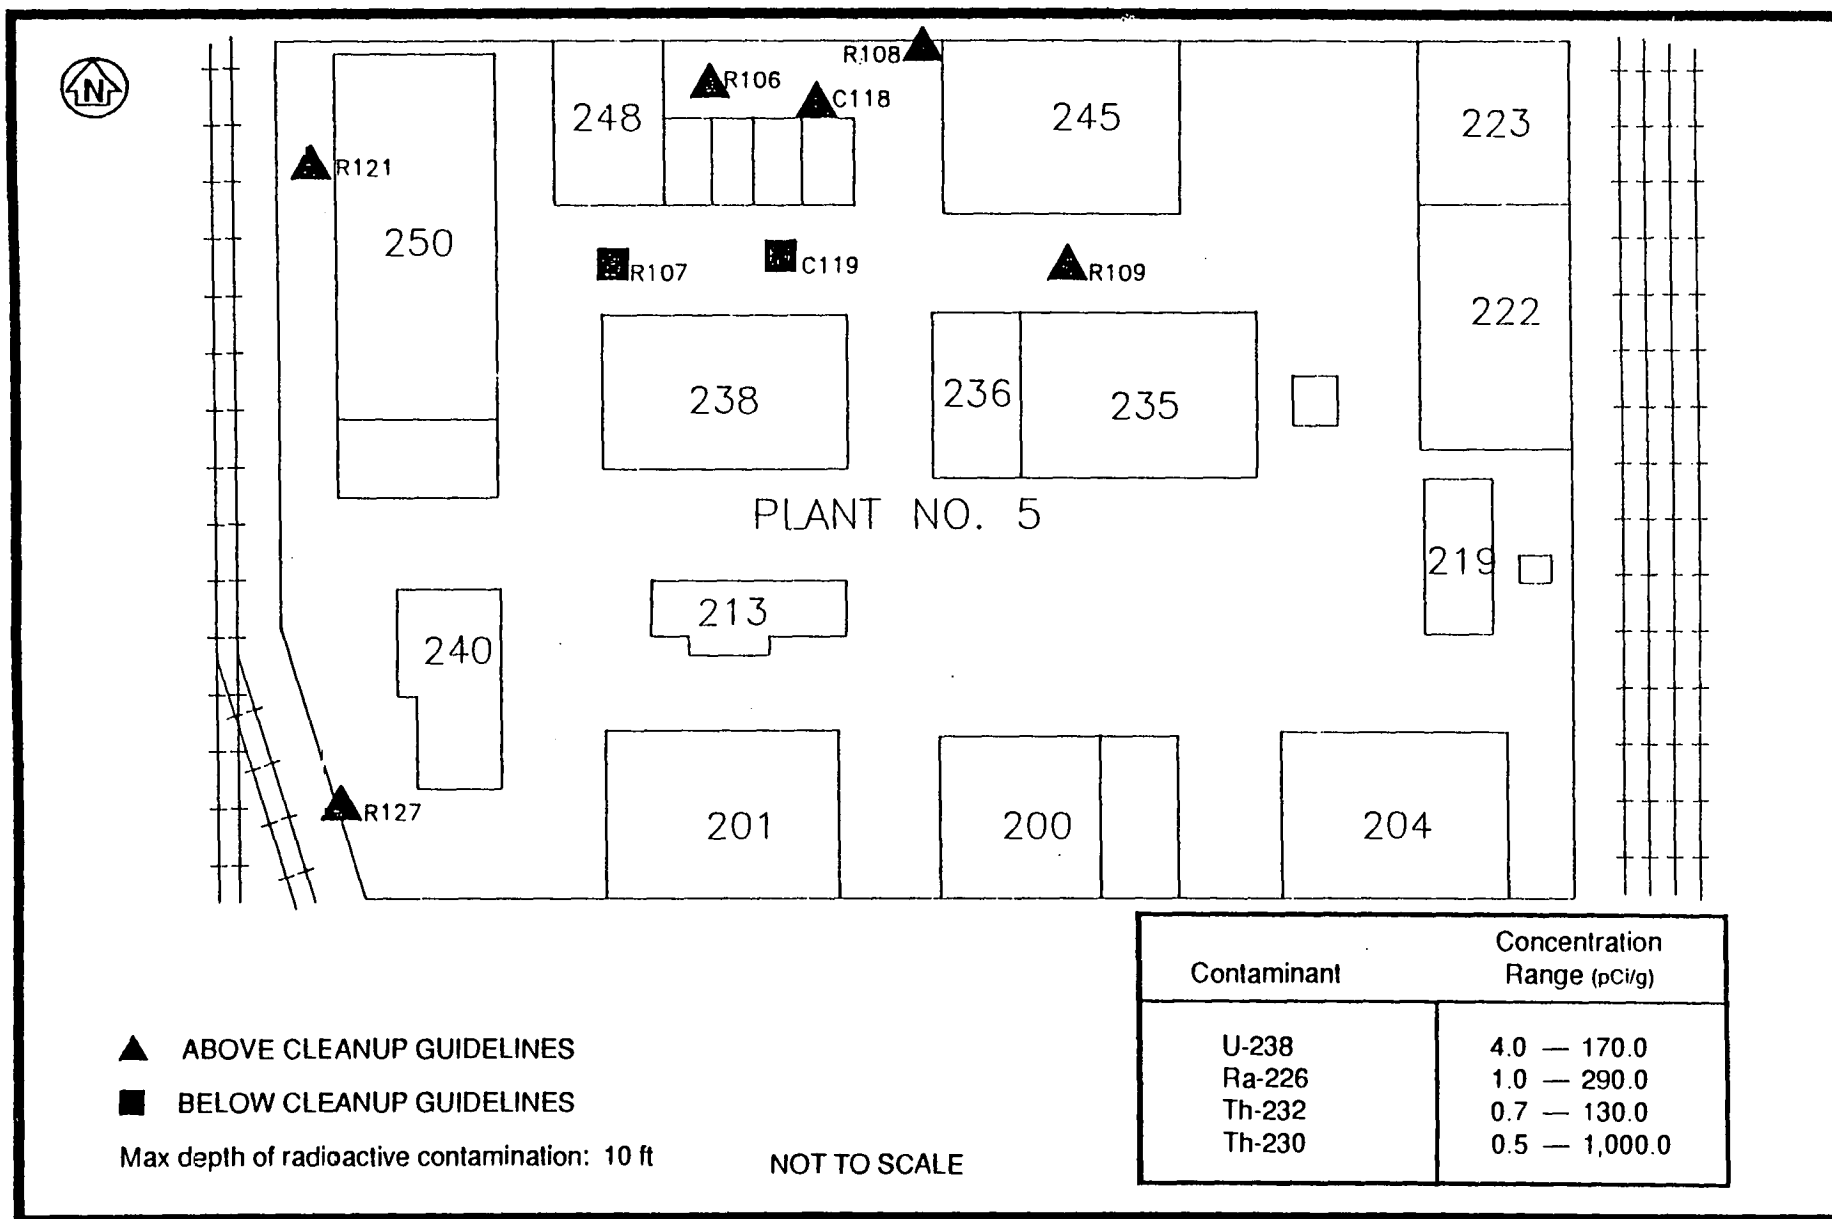 N
R108
R106
C118
248
245
223
R121
250
R107
C119
R109
222
238
236
235
PLANT NO. 5
219
213
240
R127
201
200
204
Contaminant
Concentration
Range (pCi/g)
U-238 4.0 — 170.0
Ra-226 1.0 — 290.0
Th-232 0.7 — 130.0
Th-230 0.5 — 1,000.0
ABOVE CLEANUP GUIDELINES
BELOW CLEANUP GUIDELINES
Max depth of radioactive contamination: 10 ft
NOT TO SCALE